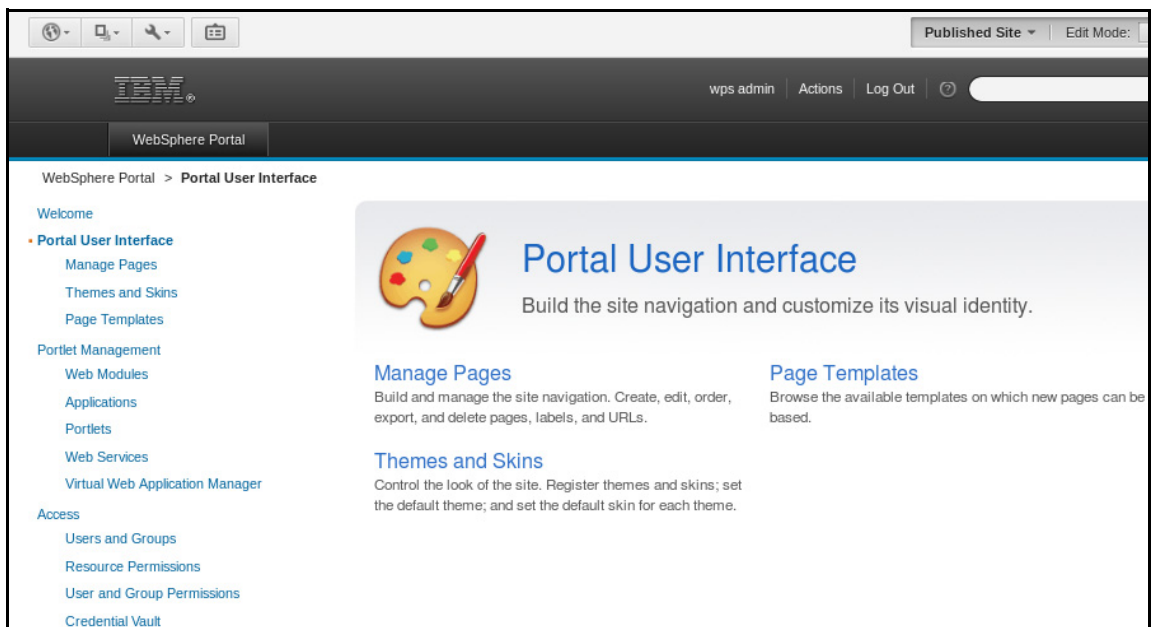 Published Site
Edit Mode:
IBM®
wps admin
Actions
Log Out
?
WebSphere Portal
WebSphere Portal > Portal User Interface
Welcome
Portal User Interface
Manage Pages
Themes and Skins
Page Templates
Portlet Management
Web Modules
Applications
Portlets
Web Services
Virtual Web Application Manager
Access
Users and Groups
Resource Permissions
User and Group Permissions
Credential Vault
Portal User Interface
Build the site navigation and customize its visual identity.
Manage Pages
Build and manage the site navigation. Create, edit, order,
export, and delete pages, labels, and URLs.
Page Templates
Browse the available templates on which new pages can be
based.
Themes and Skins
Control the look of the site. Register themes and skins; set
the default theme; and set the default skin for each theme.